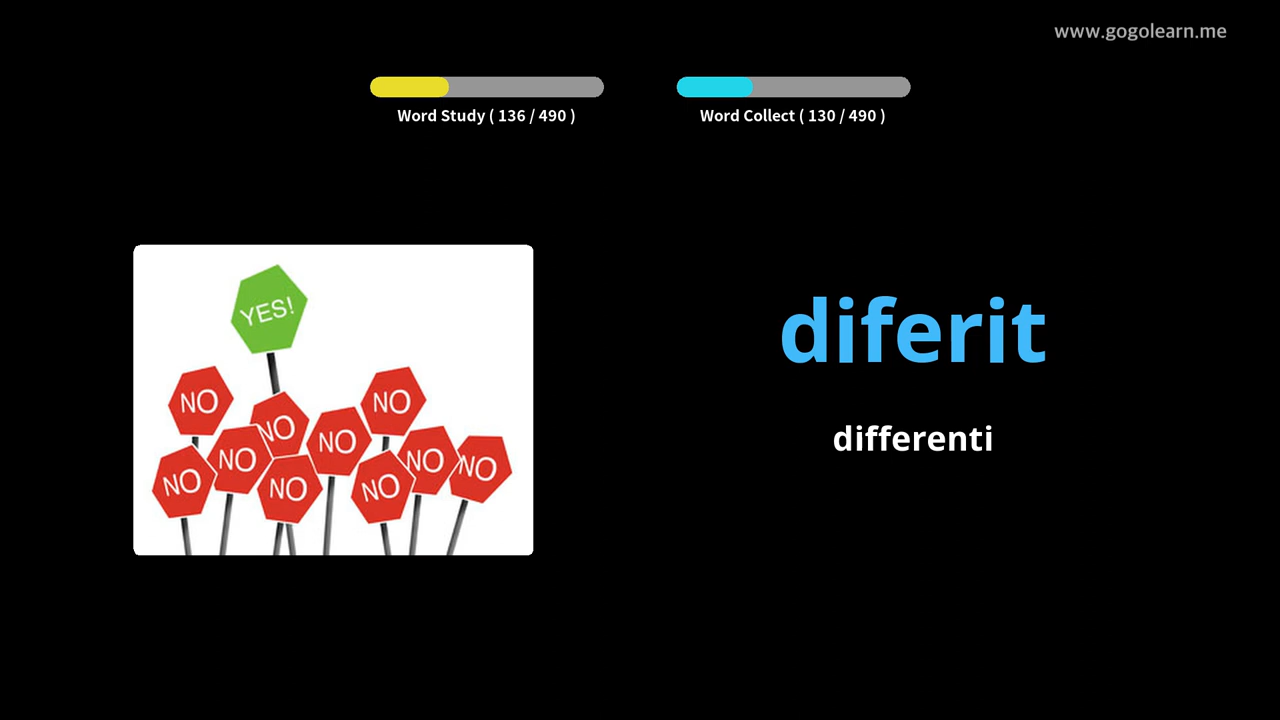 www.gogolearn.me
Word Study ( 136 / 490 )
Word Collect ( 130 / 490 )
diferit
differenti
YES!
NO
NO
NO
NO
NO
NO
NO
NO
NO
NO